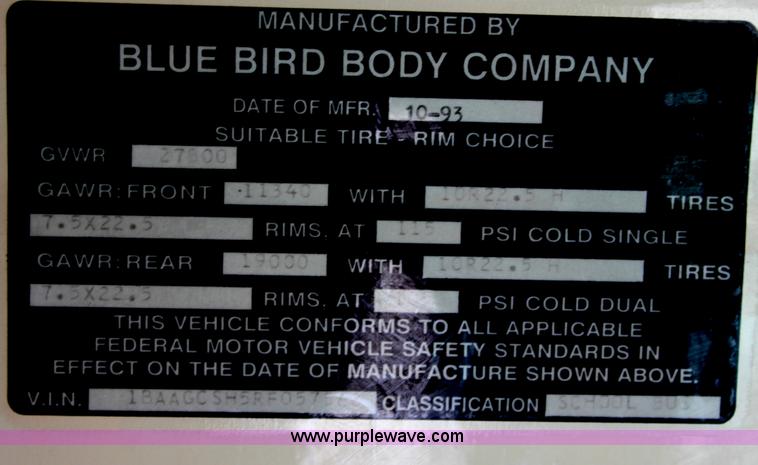 MANUFACTURED BY
BLUE BIRD BODY COMPANY
DATE OF MFR. 10-93
SUITABLE TIRE - RIM CHOICE
GVWR 27800
GAWR: FRONT 11340 WITH 10R22.5 H TIRES
7.5X22.5 RIMS. AT 115 PSI COLD SINGLE
GAWR: REAR 19000 WITH 10R22.5 H TIRES
7.5X22.5 RIMS. AT PSI COLD DUAL
THIS VEHICLE CONFORMS TO ALL APPLICABLE
FEDERAL MOTOR VEHICLE SAFETY STANDARDS IN
EFFECT ON THE DATE OF MANUFACTURE SHOWN ABOVE.
V.I.N. CLASSIFICATION SCHOOL BUS
www.purplewave.com